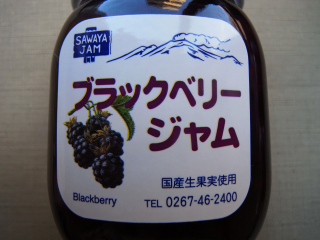 SAWAYA
JAM
ブラックベリー
ジャム
国産生果実使用
Blackberry
TEL 0267-46-2400